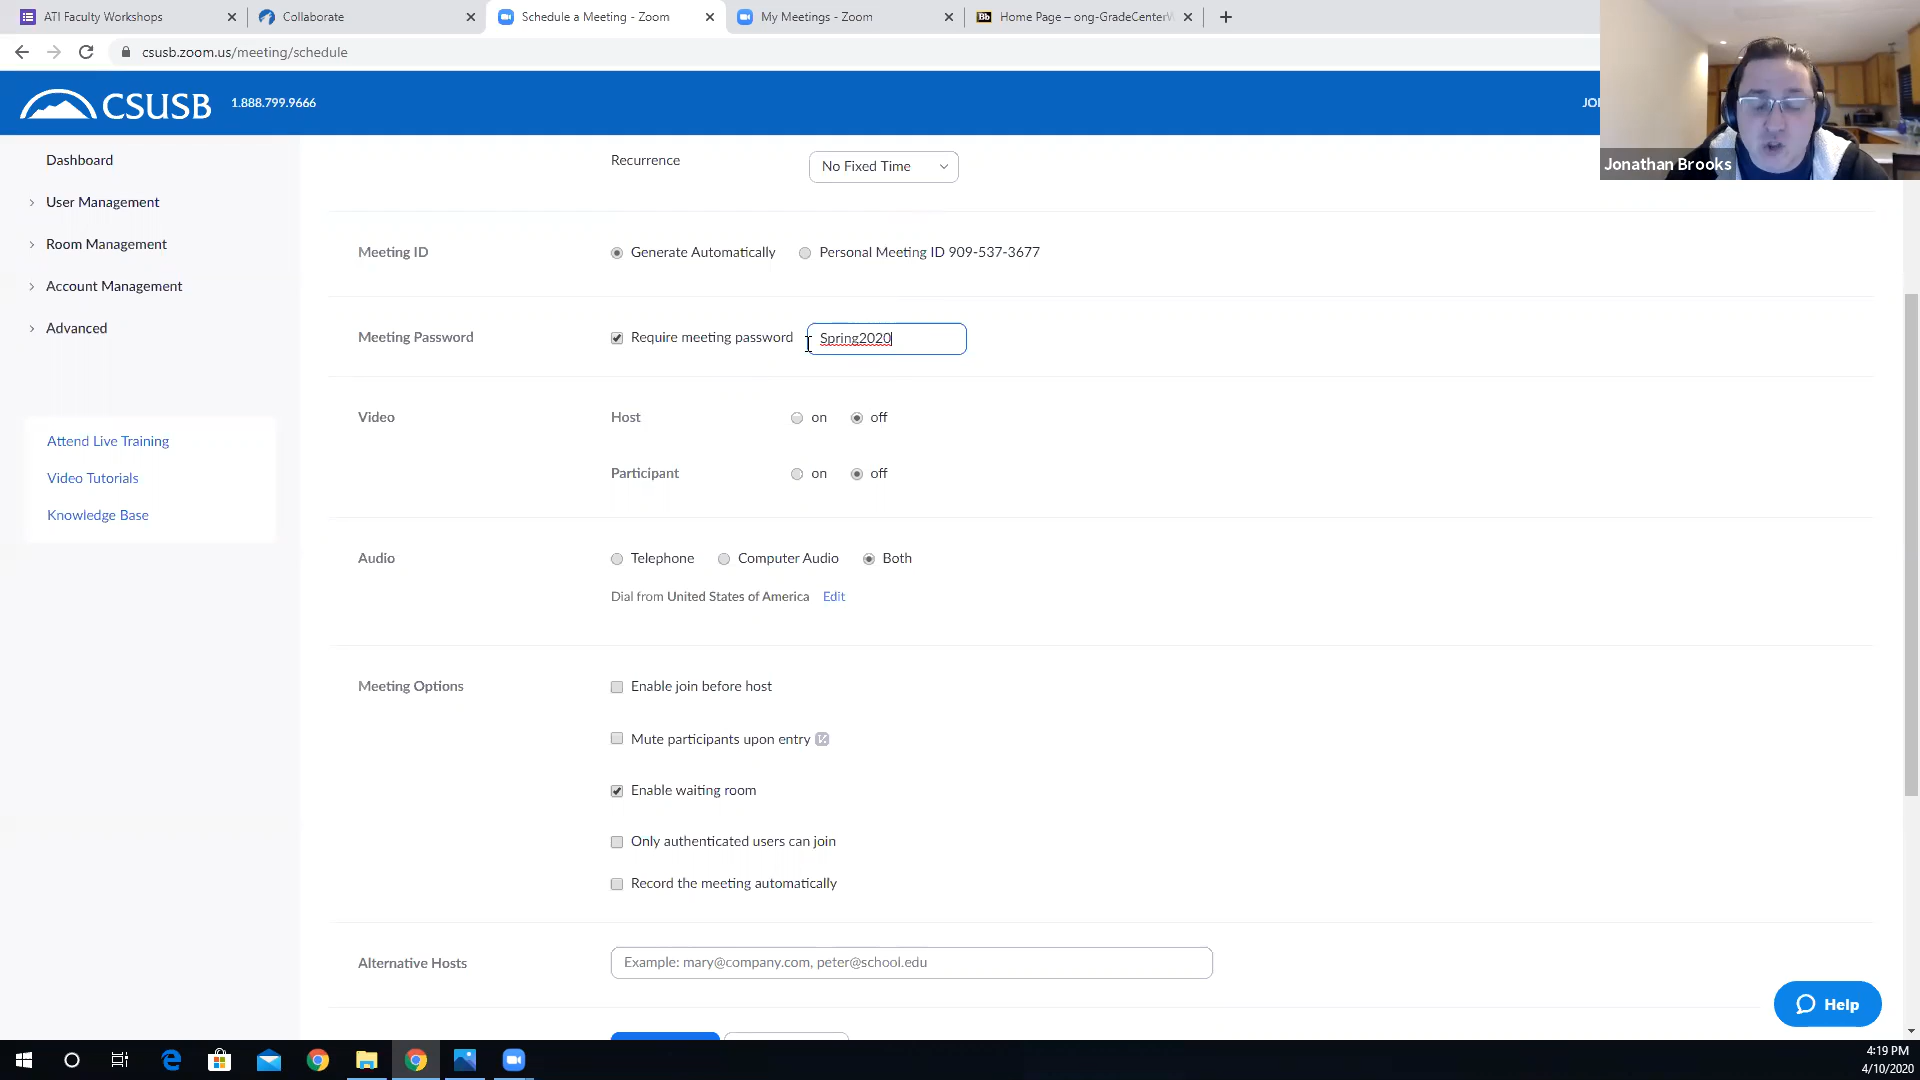 ATI Faculty Workshops
Collaborate
Schedule a Meeting - Zoom
My Meetings - Zoom
Bb Home Page – ong-GradeCenter
csusb.zoom.us/meeting/schedule
CSUSB 1.888.799.9666
Jonathan Brooks
Dashboard
User Management
Room Management
Account Management
Advanced
Attend Live Training
Video Tutorials
Knowledge Base
Recurrence No Fixed Time
Meeting ID Generate Automatically Personal Meeting ID 909-537-3677
Meeting Password Require meeting password Spring2020
Video Host on off
Participant on off
Audio Telephone Computer Audio Both
Dial from United States of America Edit
Meeting Options Enable join before host
Mute participants upon entry
Enable waiting room
Only authenticated users can join
Record the meeting automatically
Alternative Hosts Example: mary@company.com, peter@school.edu
Help
4:19 PM
4/10/2020